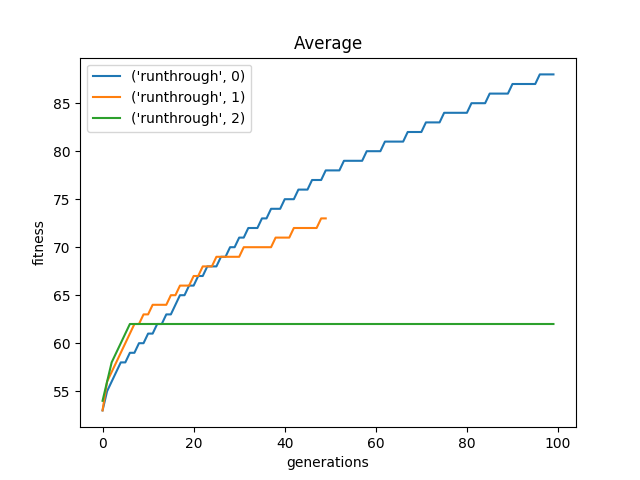 Average
('runthrough', 0)
('runthrough', 1)
('runthrough', 2)
fitness
85
80
75
70
65
60
55
0 20 40 60 80 100
generations